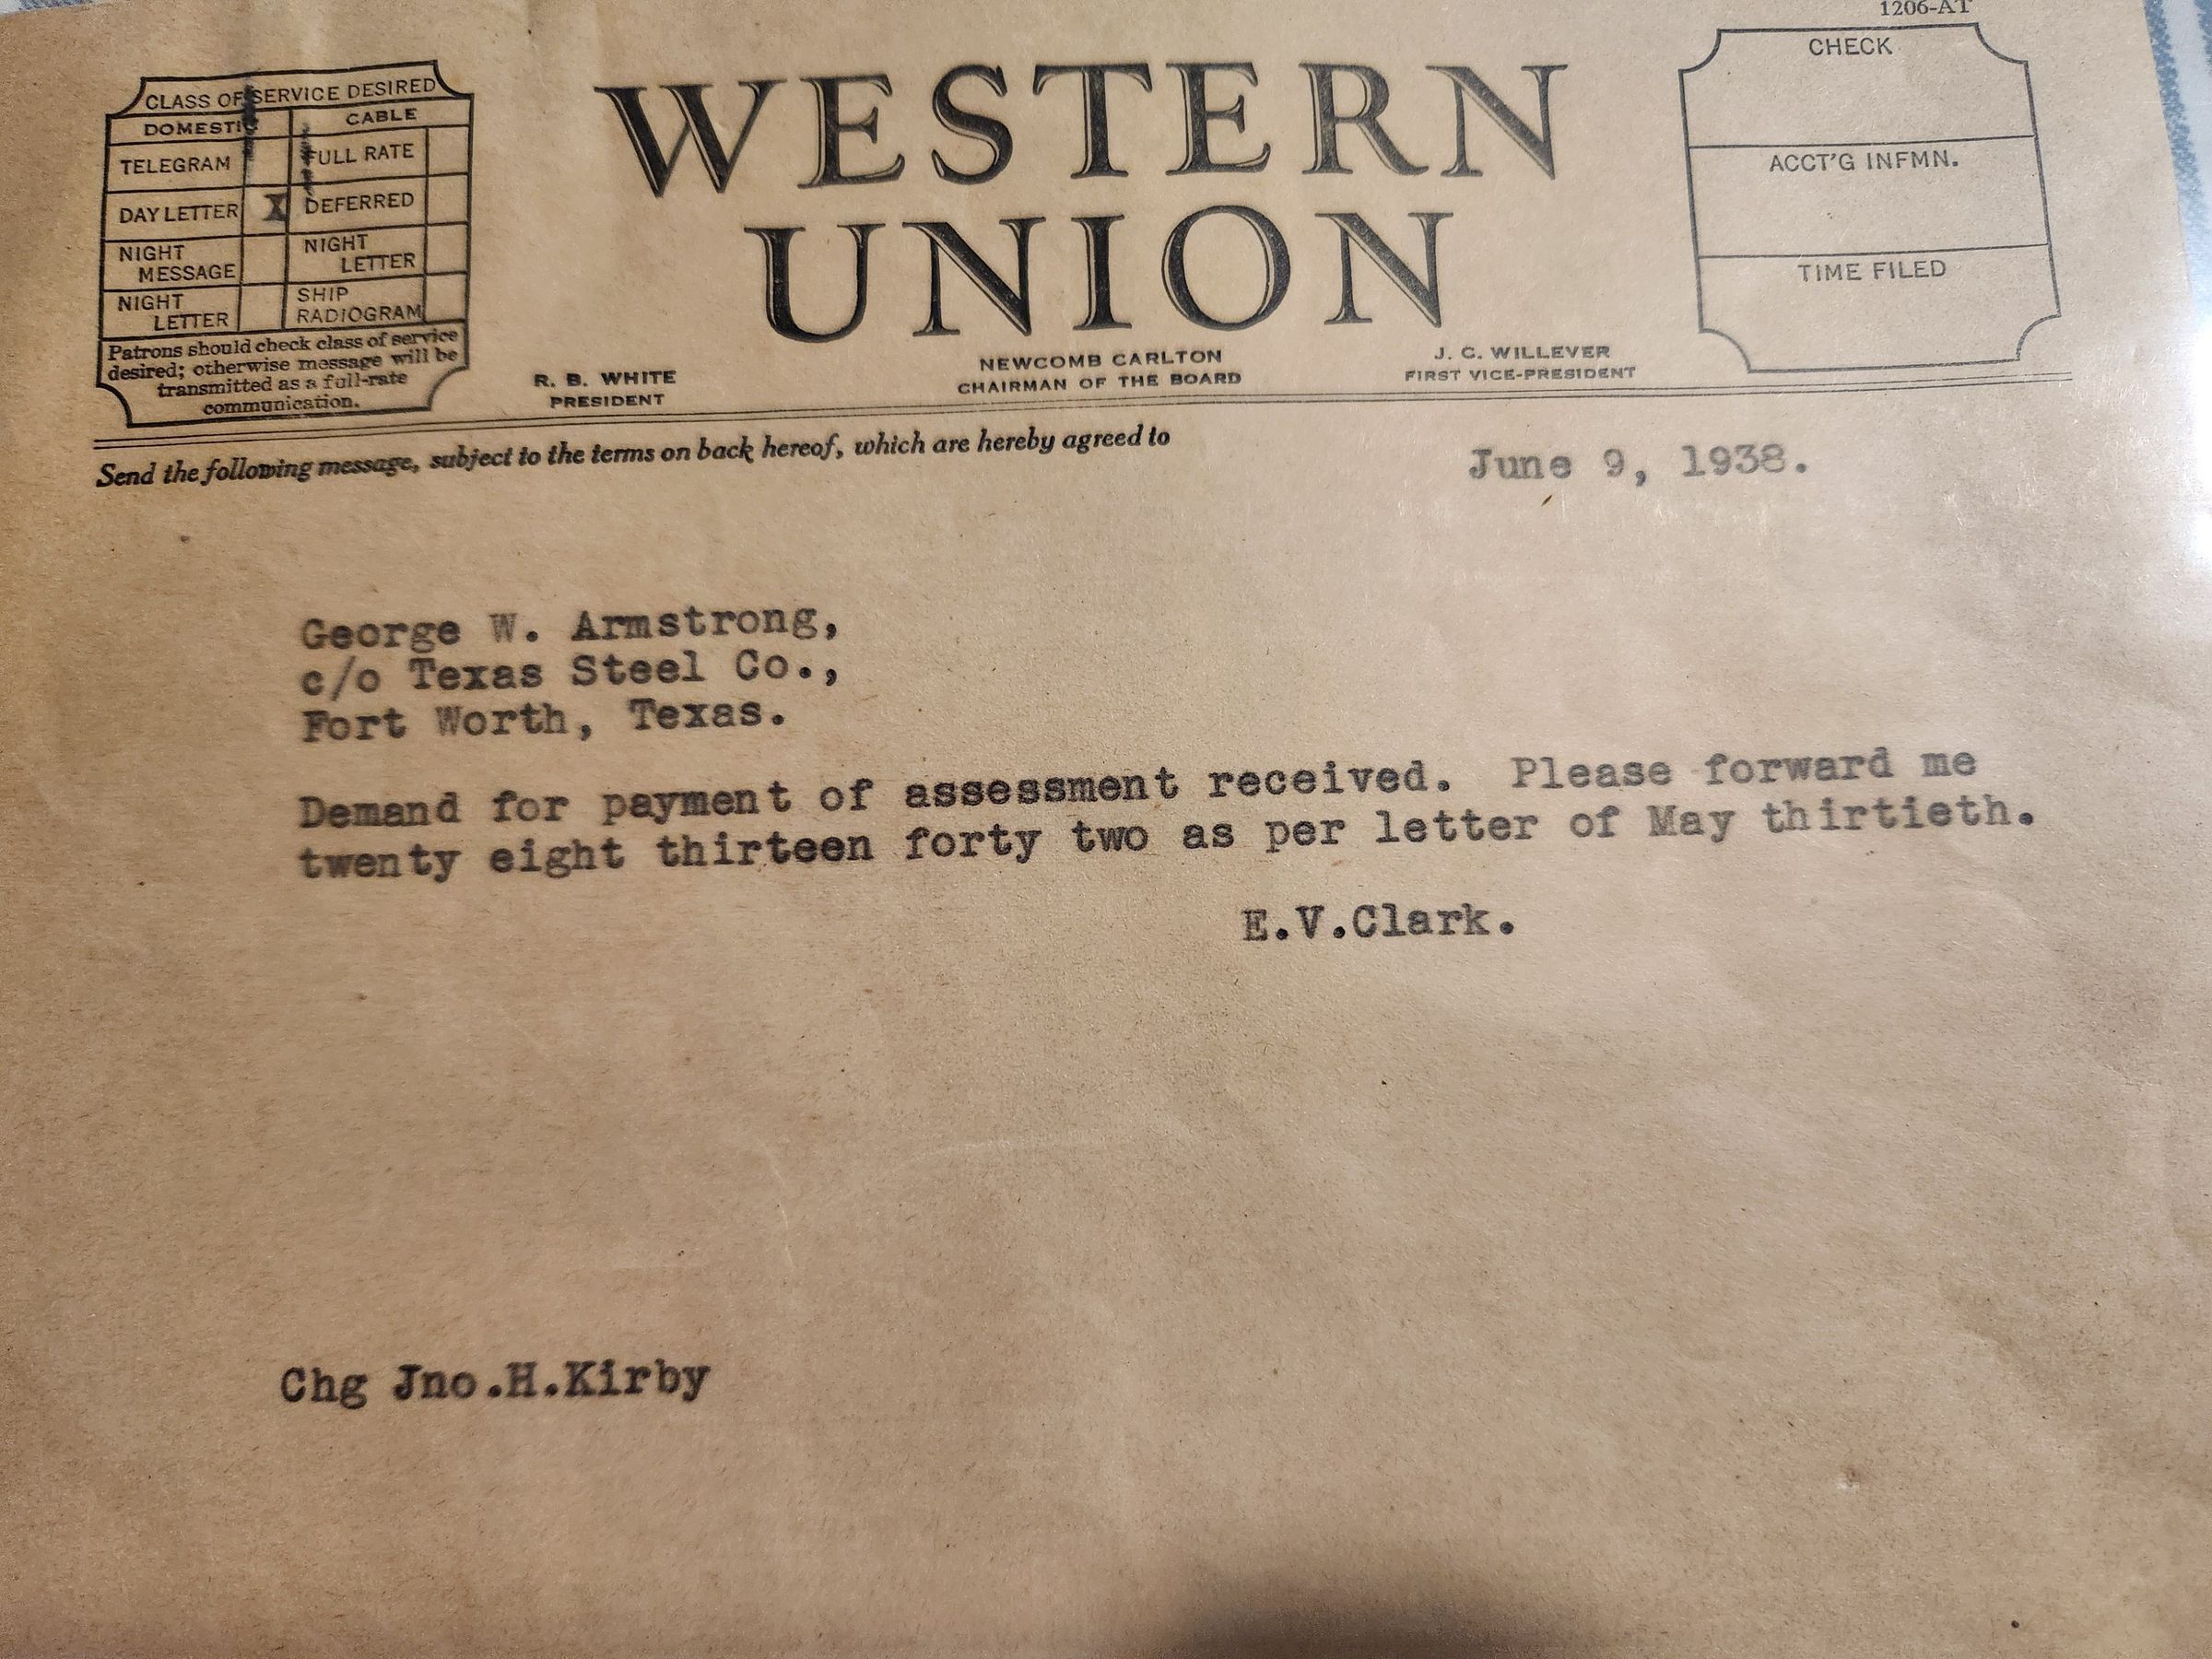 1206-AT
CLASS OF SERVICE DESIRED
DOMESTIC CABLE
TELEGRAM FULL RATE
DAY LETTER X DEFERRED
NIGHT MESSAGE NIGHT LETTER
NIGHT LETTER SHIP RADIOGRAM
Patrons should check class of service
desired; otherwise message will be
transmitted as a full-rate
communication.
WESTERN
UNION
R. B. WHITE
PRESIDENT
NEWCOMB CARLTON
CHAIRMAN OF THE BOARD
J. C. WILLEVER
FIRST VICE-PRESIDENT
CHECK
ACCT'G INFMN.
TIME FILED
Send the following message, subject to the terms on back hereof, which are hereby agreed to
June 9, 1938.
George W. Armstrong,
c/o Texas Steel Co.,
Fort Worth, Texas.
Demand for payment of assessment received. Please forward me
twenty eight thirteen forty two as per letter of May thirtieth.
E.V.Clark.
Chg Jno.H.Kirby